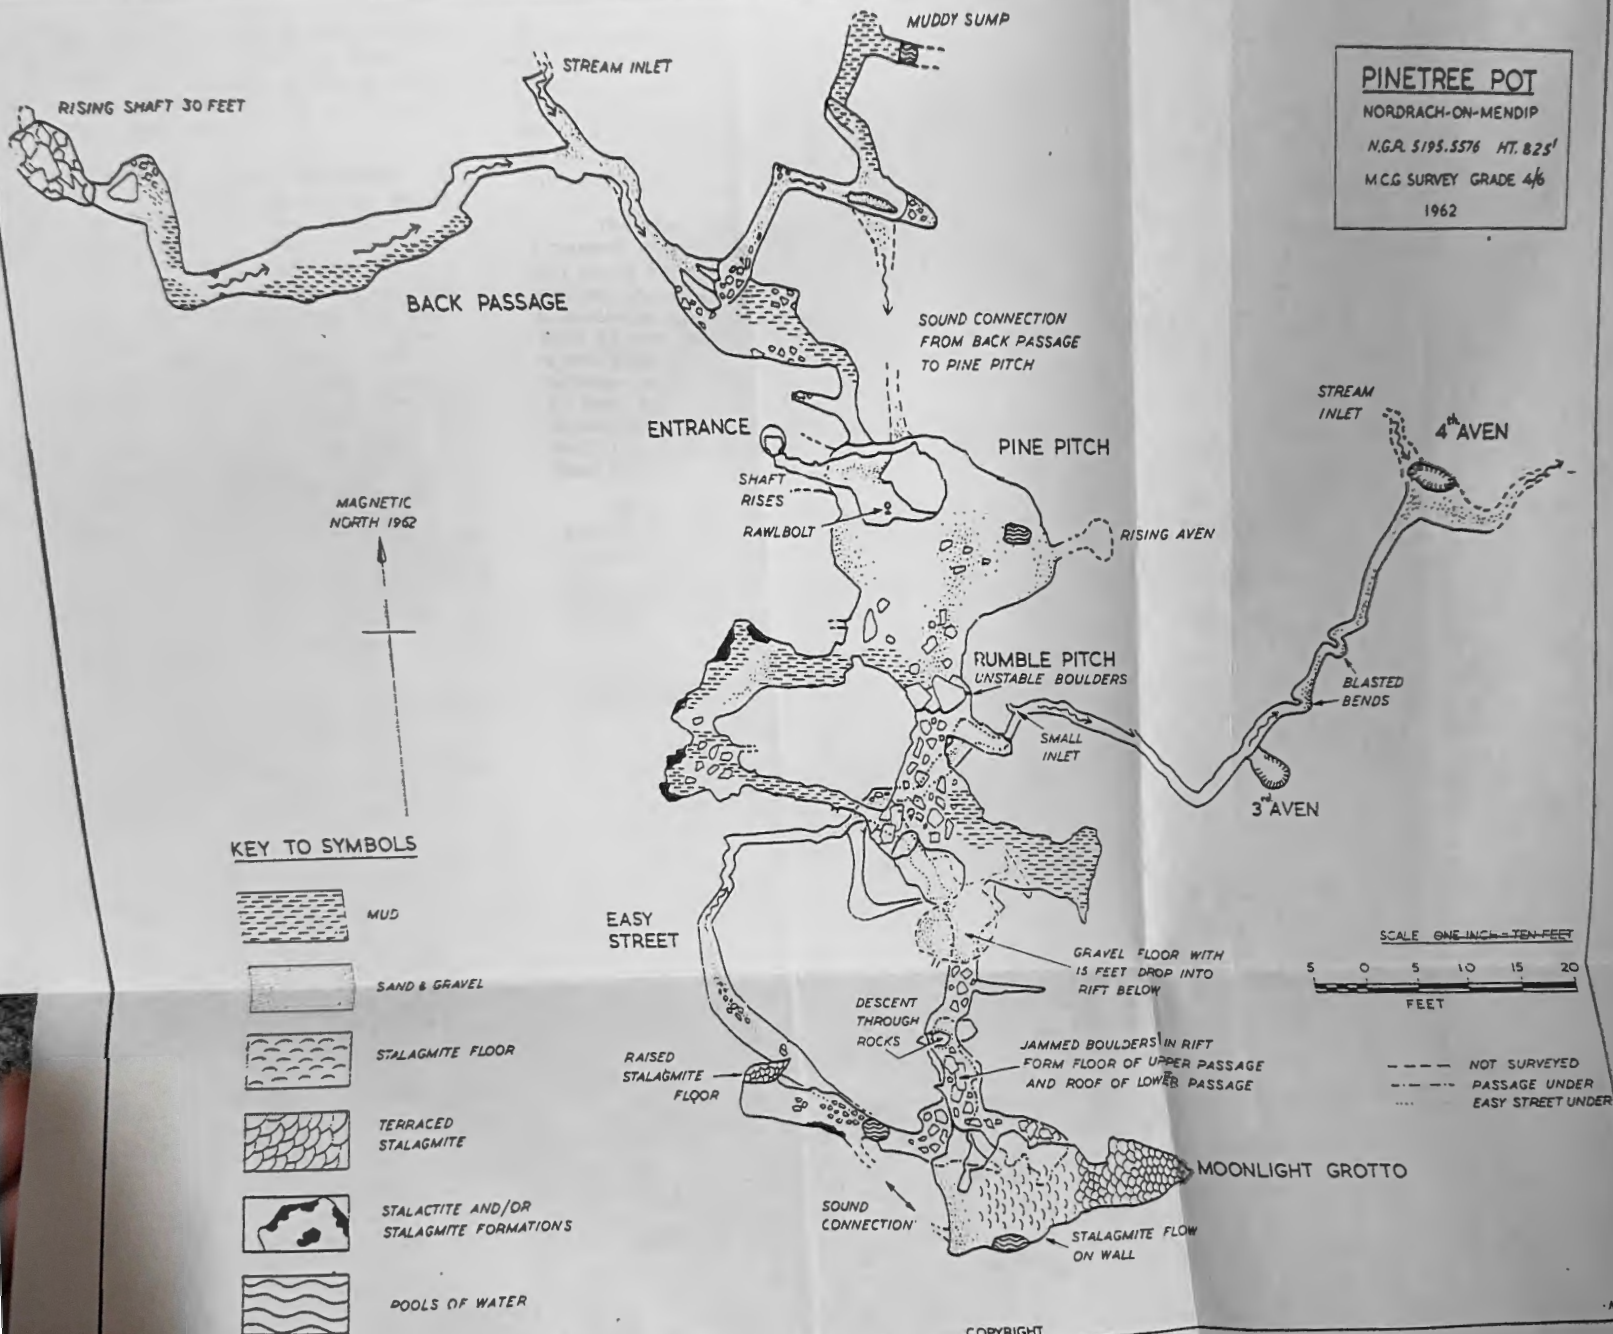 MUDDY SUMP
STREAM INLET
RISING SHAFT 30 FEET
PINETREE POT
NORDRACH-ON-MENDIP
N.G.R. 5195.5576 HT. 825'
M.C.G SURVEY GRADE 4/6
1962
BACK PASSAGE
SOUND CONNECTION
FROM BACK PASSAGE
TO PINE PITCH
STREAM
INLET
4th AVEN
ENTRANCE
PINE PITCH
SHAFT
RISES
RAWLBOLT
MAGNETIC
NORTH 1962
RISING AVEN
RUMBLE PITCH
UNSTABLE BOULDERS
BLASTED
BENDS
SMALL
INLET
3rd AVEN
KEY TO SYMBOLS
MUD
SAND & GRAVEL
STALAGMITE FLOOR
TERRACED
STALAGMITE
STALACTITE AND/OR
STALAGMITE FORMATIONS
POOLS OF WATER
EASY
STREET
GRAVEL FLOOR WITH
15 FEET DROP INTO
RIFT BELOW
SCALE ONE INCH = TEN FEET
5 0 5 10 15 20
FEET
DESCENT
THROUGH
ROCKS
JAMMED BOULDERS IN RIFT
FORM FLOOR OF UPPER PASSAGE
AND ROOF OF LOWER PASSAGE
RAISED
STALAGMITE
FLOOR
NOT SURVEYED
PASSAGE UNDER
EASY STREET UNDER
MOONLIGHT GROTTO
SOUND
CONNECTION
STALAGMITE FLOW
ON WALL
COPYRIGHT